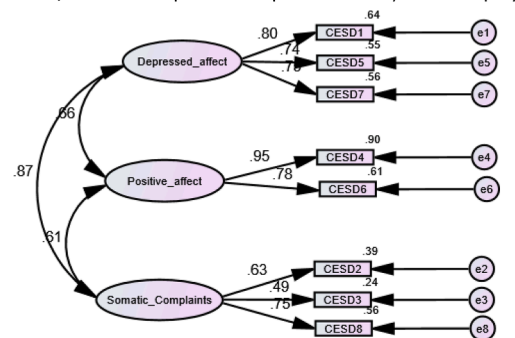 .64
.80
CESD1
e1
.74
.55
Depressed_affect
CESD5
e5
.56
CESD7
e7
.66
.90
.95
CESD4
e4
.87
.78
.61
Positive_affect
CESD6
e6
.61
.39
.63
CESD2
e2
.49
.24
Somatic_Complaints
CESD3
e3
.75
.56
CESD8
e8